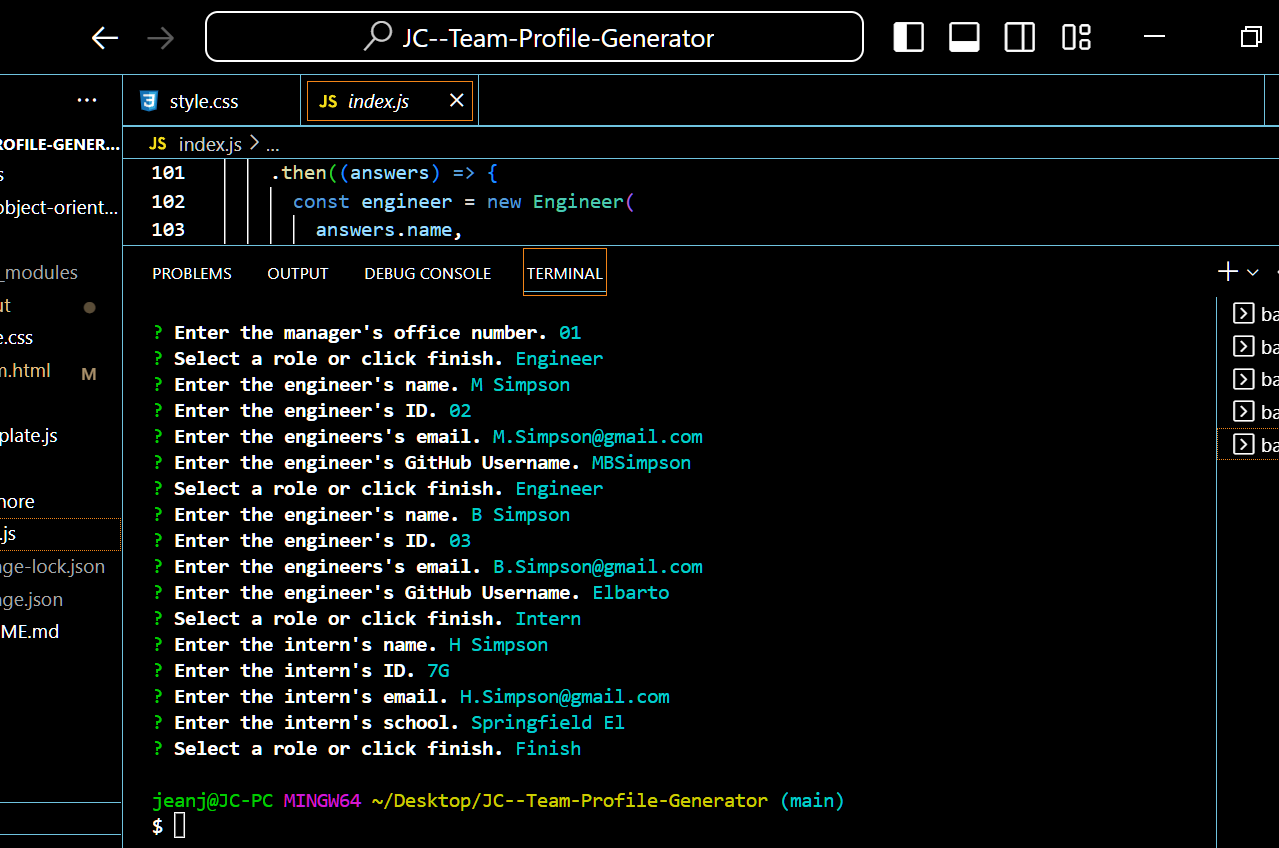 JC--Team-Profile-Generator
...
style.css
JS index.js
ROFILE-GENER...
JS index.js > ...
s
101 .then((answers) => {
object-orient...
102 const engineer = new Engineer(
103 answers.name,
_modules
PROBLEMS OUTPUT DEBUG CONSOLE TERMINAL
ut
e.css
m.html M
plate.js
nore
.js
age-lock.json
age.json
ME.md
? Enter the manager's office number. 01
? Select a role or click finish. Engineer
? Enter the engineer's name. M Simpson
? Enter the engineer's ID. 02
? Enter the engineers's email. M.Simpson@gmail.com
? Enter the engineer's GitHub Username. MBSimpson
? Select a role or click finish. Engineer
? Enter the engineer's name. B Simpson
? Enter the engineer's ID. 03
? Enter the engineers's email. B.Simpson@gmail.com
? Enter the engineer's GitHub Username. Elbarto
? Select a role or click finish. Intern
? Enter the intern's name. H Simpson
? Enter the intern's ID. 7G
? Enter the intern's email. H.Simpson@gmail.com
? Enter the intern's school. Springfield El
? Select a role or click finish. Finish
jeanj@JC-PC MINGW64 ~/Desktop/JC--Team-Profile-Generator (main)
$
ba
ba
ba
ba
ba